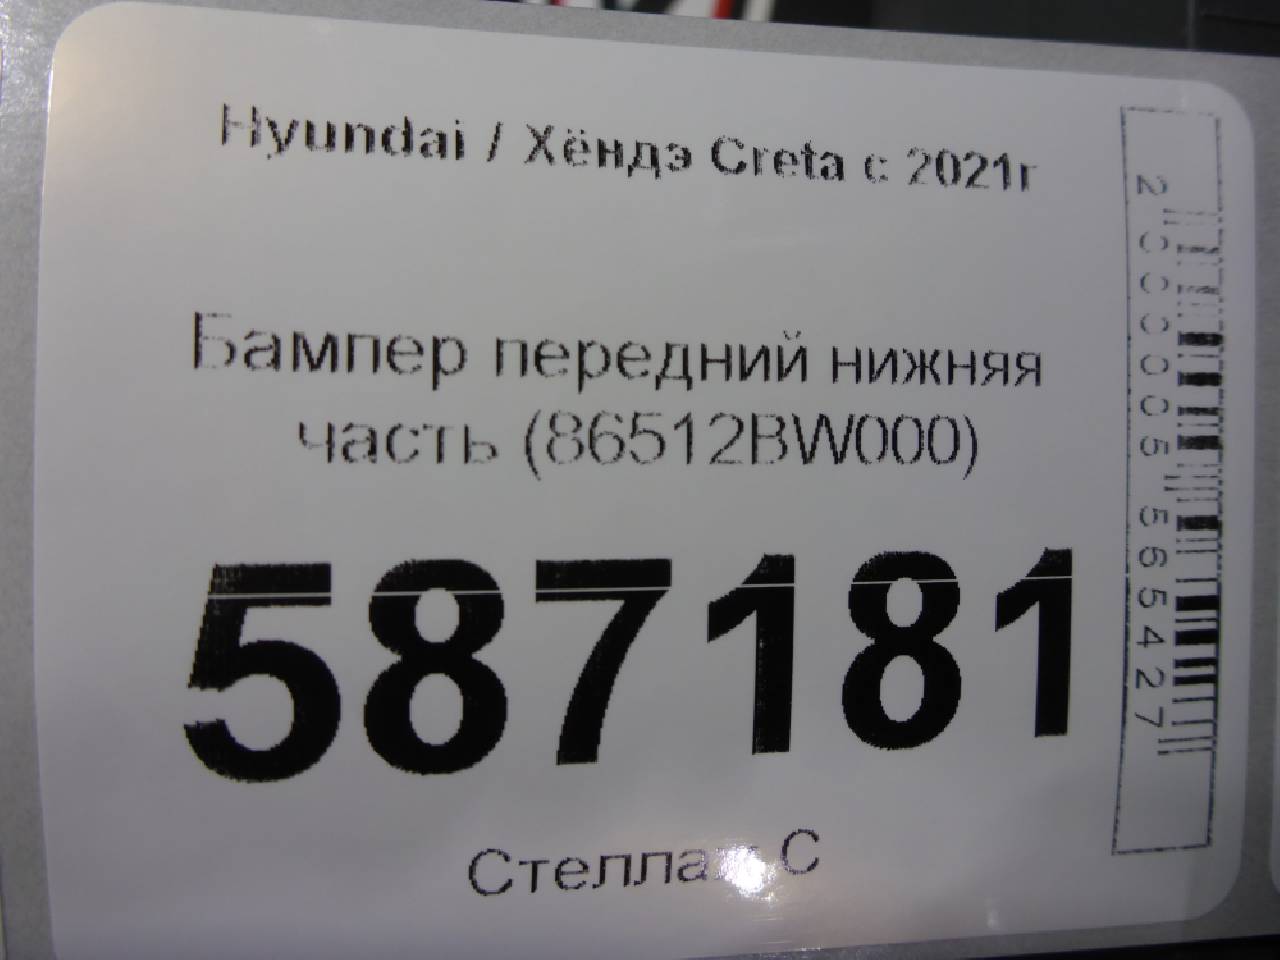 Hyundai / Хёндэ Creta с 2021г
Бампер передний нижняя
часть (86512BW000)
587181
С
2000005565427